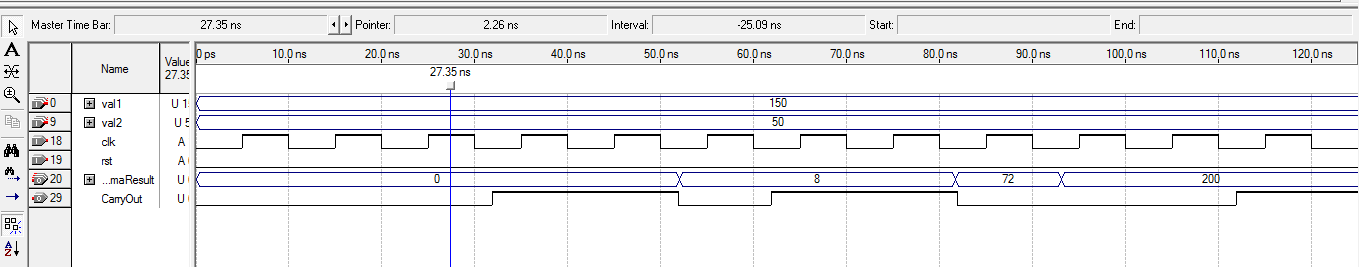 Master Time Bar: 27.35 ns Pointer: 2.26 ns Interval: -25.09 ns Start: End:
Name Value 27.35 0 ps 10.0 ns 20.0 ns 30.0 ns 40.0 ns 50.0 ns 60.0 ns 70.0 ns 80.0 ns 90.0 ns 100.0 ns 110.0 ns 120.0 ns
27.35 ns
0 val1 U 1 150
9 val2 U 5 50
18 clk A
19 rst A
20 ...maResult U 0 8 72 200
29 CarryOut U